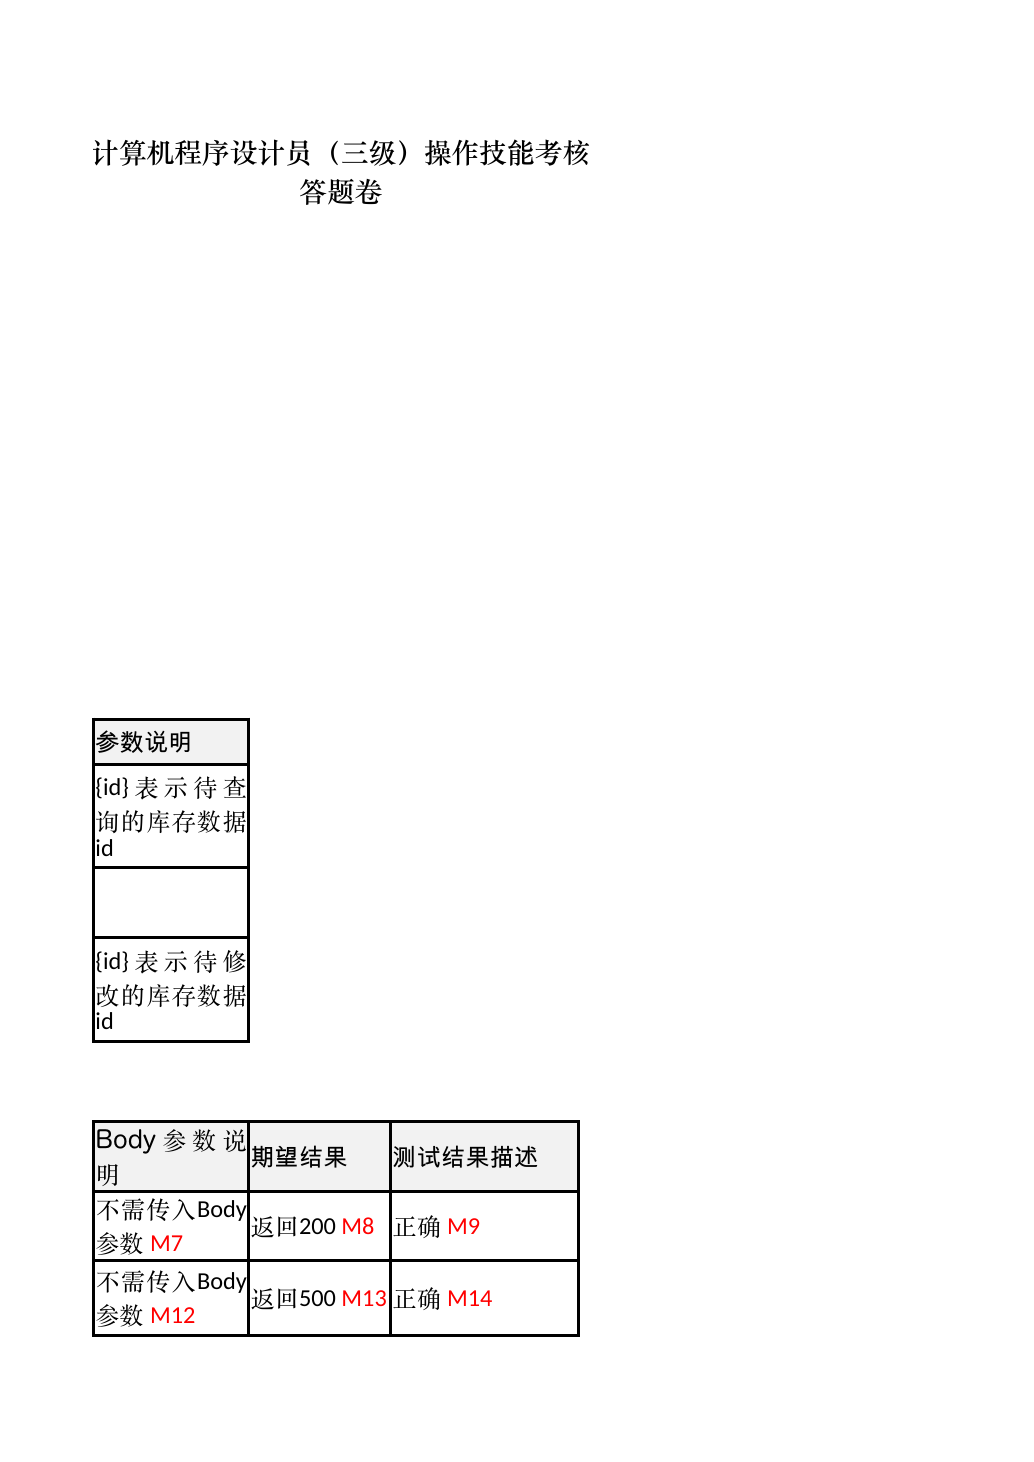 计算机程序设计员（三级）操作技能考核
答题卷
参数说明
{id}表示待查
询的库存数据
id
{id}表示待修
改的库存数据
id
Body参数说
明
期望结果
测试结果描述
不需传入Body
参数 M7
返回200 M8
正确 M9
不需传入Body
参数 M12
返回500 M13
正确 M14